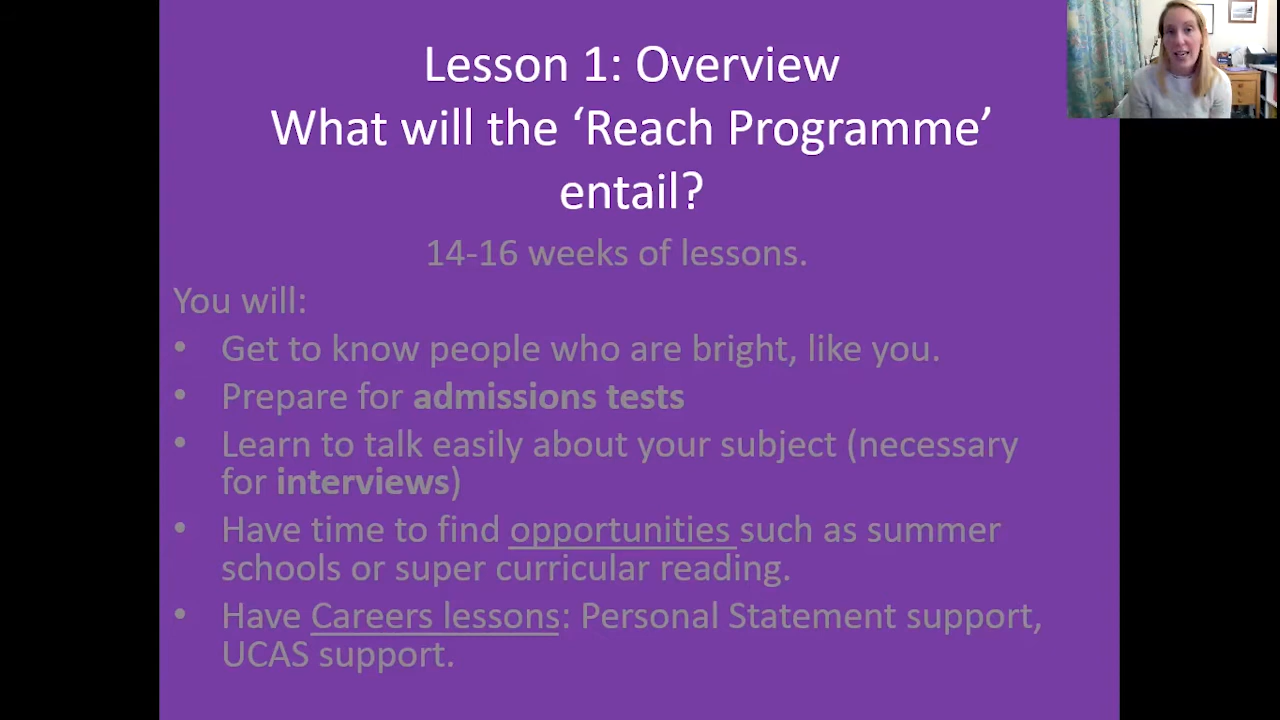 Lesson 1: Overview
What will the ‘Reach Programme’
entail?
14-16 weeks of lessons.
You will:
• Get to know people who are bright, like you.
• Prepare for admissions tests
• Learn to talk easily about your subject (necessary
for interviews)
• Have time to find opportunities such as summer
schools or super curricular reading.
• Have Careers lessons: Personal Statement support,
UCAS support.